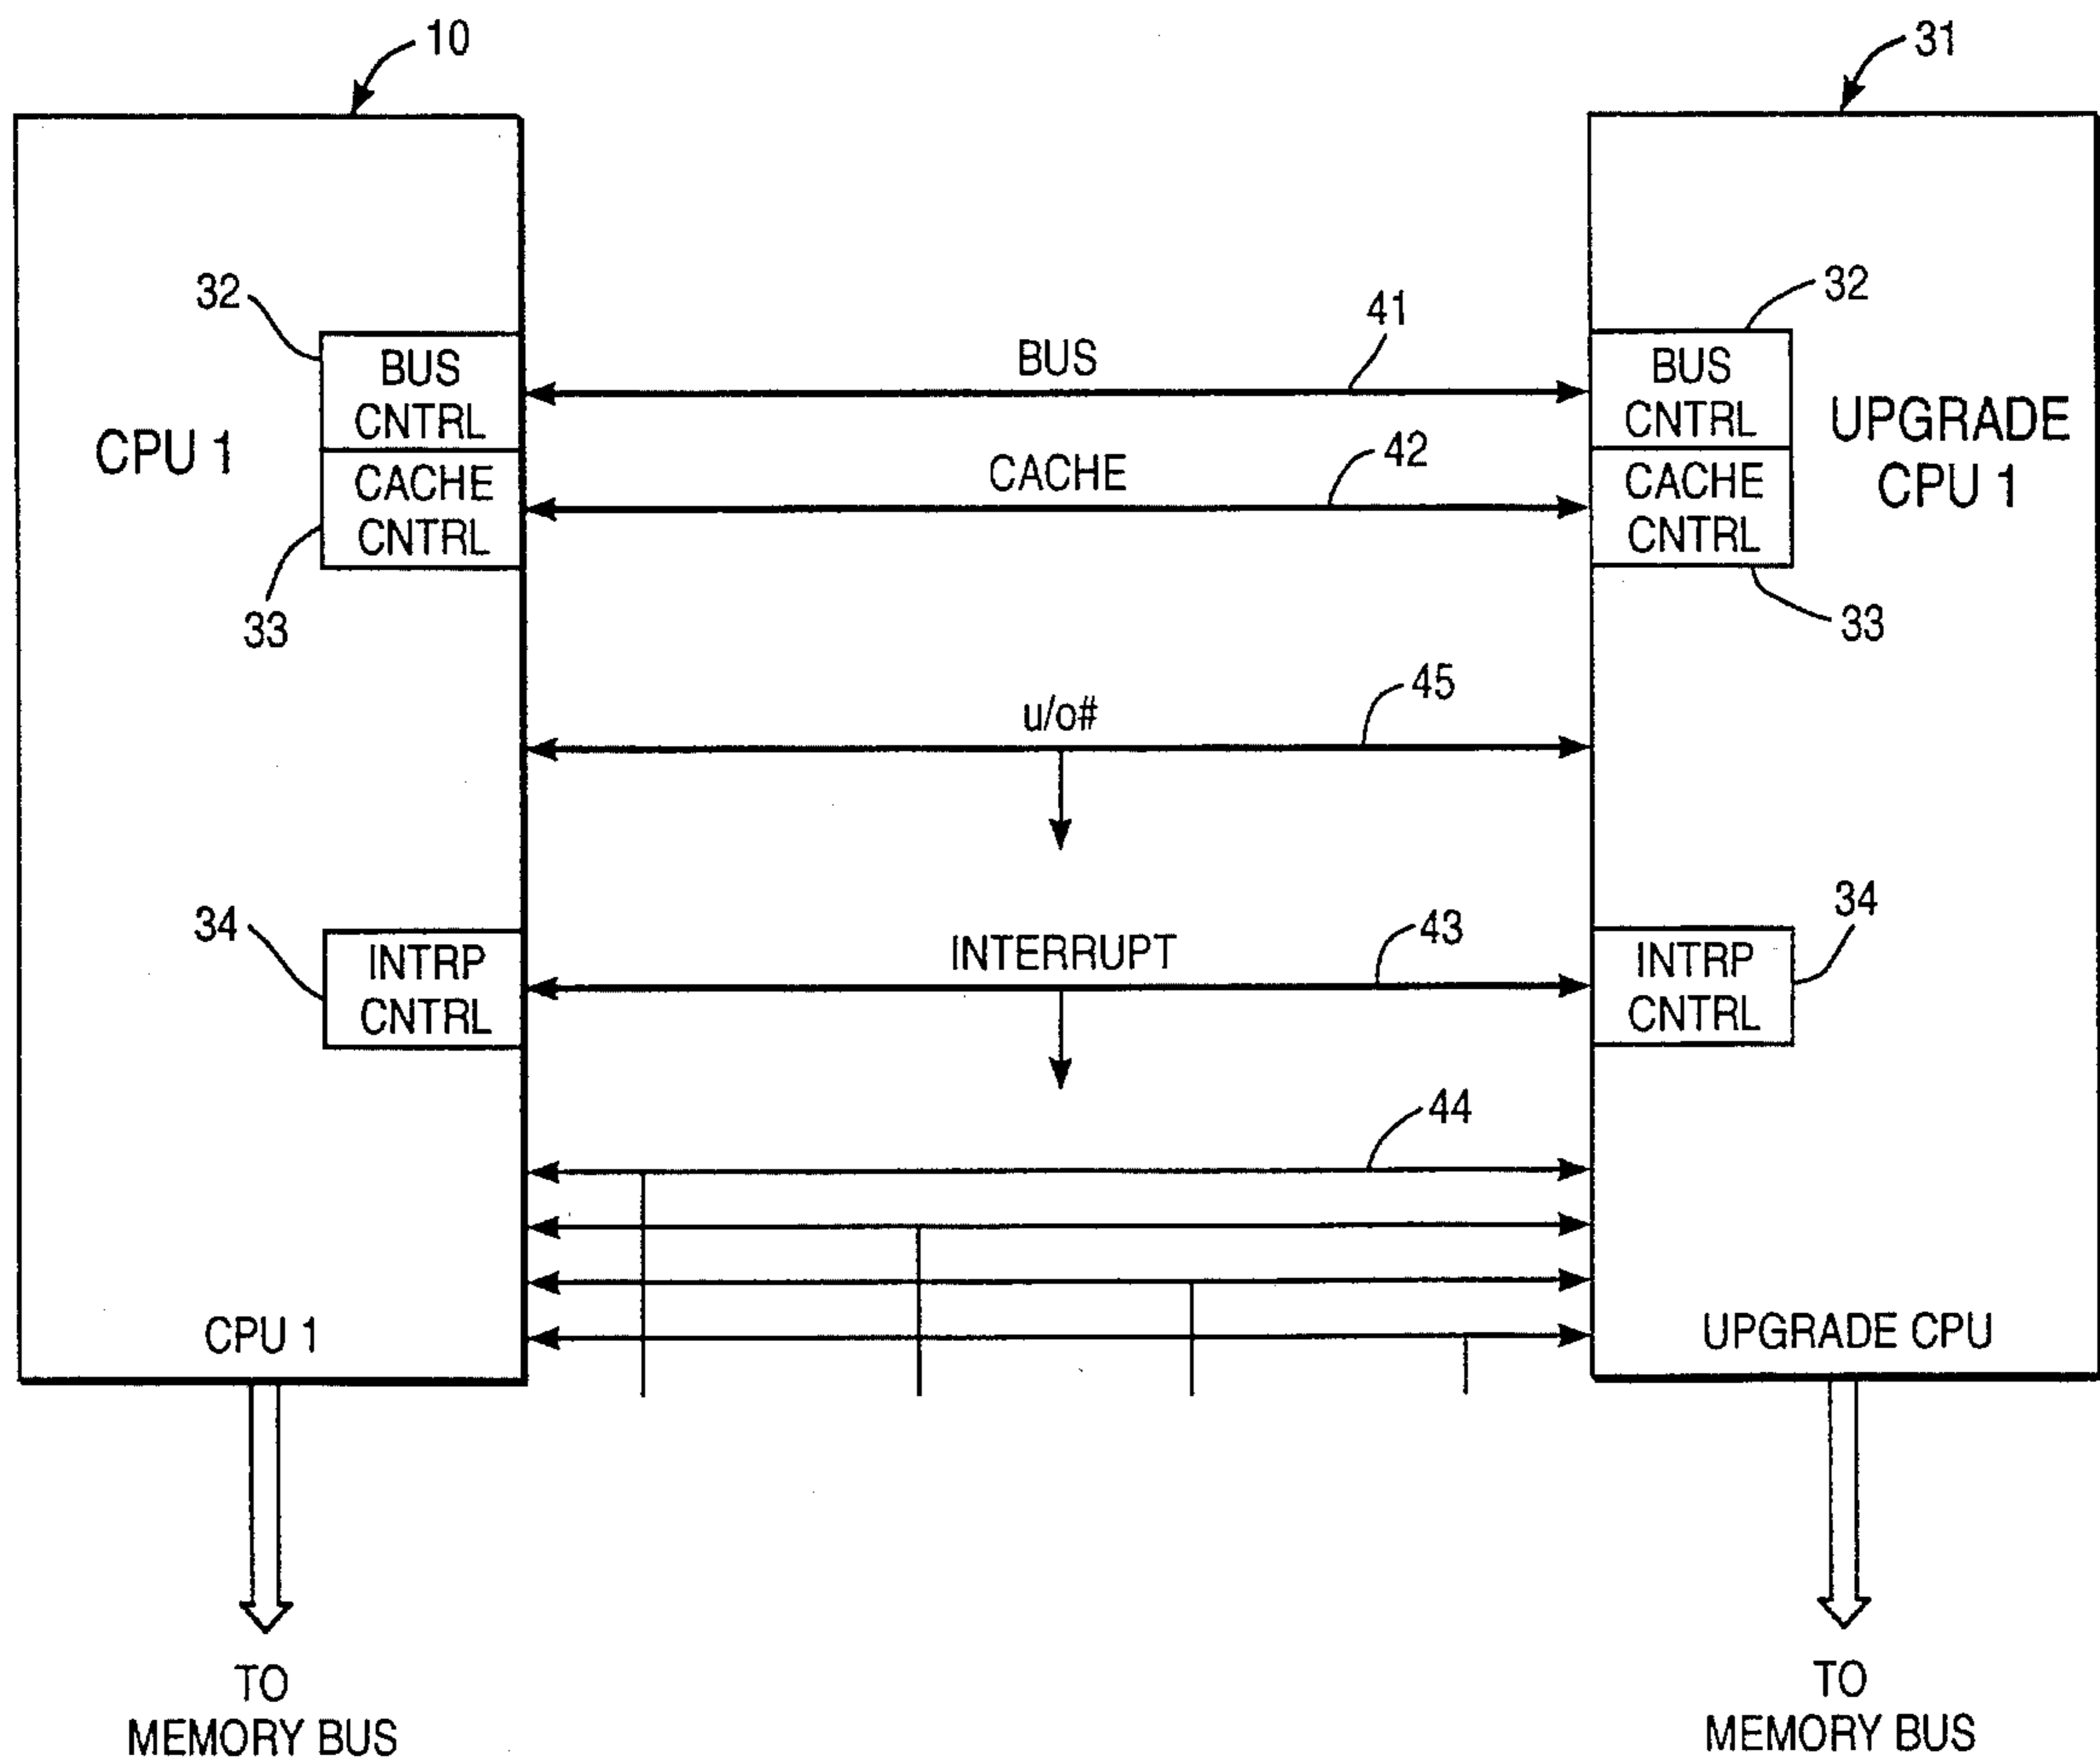 10
31
32
BUS
CNTRL
CPU 1
CACHE
CNTRL
33
BUS
41
CACHE
42
32
BUS
CNTRL
UPGRADE
CPU 1
CACHE
CNTRL
33
u/o#
45
34
INTRP
CNTRL
INTERRUPT
43
INTRP
CNTRL
34
44
CPU 1
UPGRADE CPU
TO
MEMORY BUS
TO
MEMORY BUS